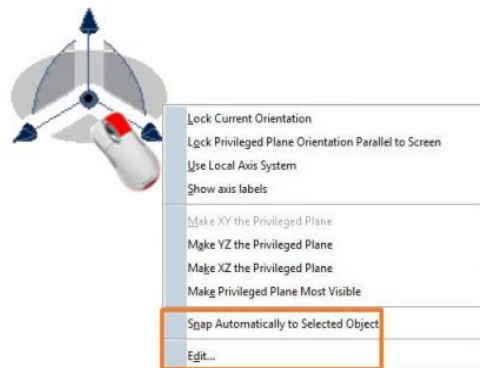 Lock Current Orientation
Lock Privileged Plane Orientation Parallel to Screen
Use Local Axis System
Show axis labels
Make XY the Privileged Plane
Make YZ the Privileged Plane
Make XZ the Privileged Plane
Make Privileged Plane Most Visible
Snap Automatically to Selected Object
Edit...